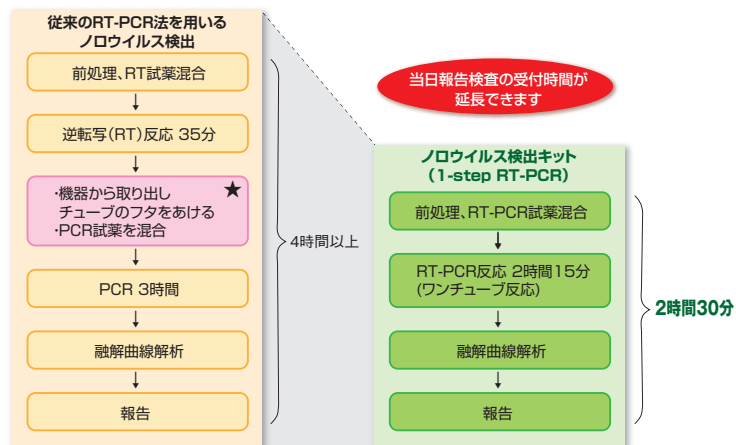 従来のRT-PCR法を用いる
ノロウイルス検出
前処理、RT試薬混合
逆転写(RT)反応 35分
・機器から取り出し
チューブのフタをあける
・PCR試薬を混合
★
PCR 3時間
融解曲線解析
報告
4時間以上
当日報告検査の受付時間が
延長できます
ノロウイルス検出キット
(1-step RT-PCR)
前処理、RT-PCR試薬混合
RT-PCR反応 2時間15分
(ワンチューブ反応)
融解曲線解析
報告
2時間30分